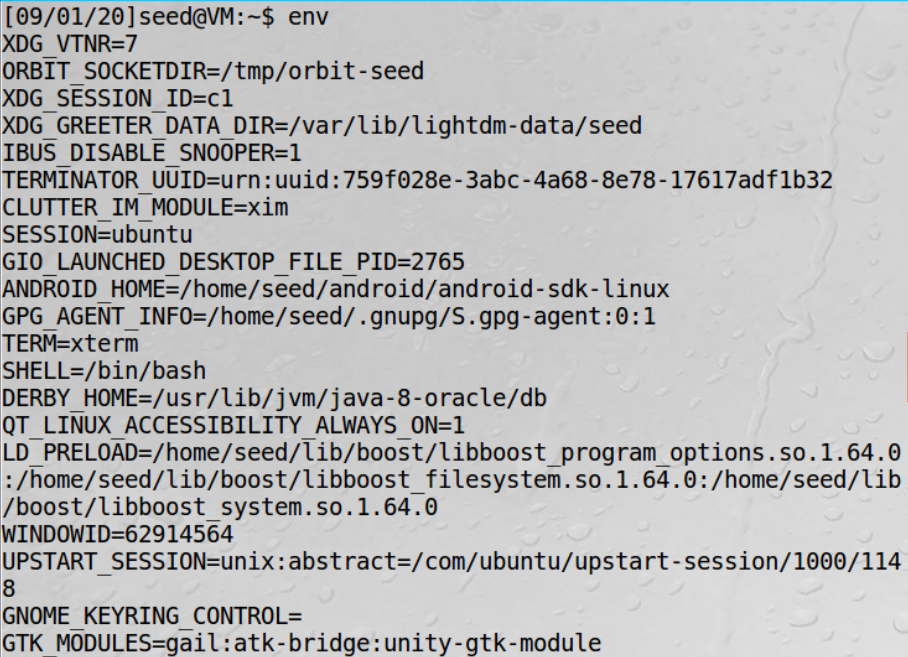 [09/01/20]seed@VM:~$ env
XDG_VTNR=7
ORBIT_SOCKETDIR=/tmp/orbit-seed
XDG_SESSION_ID=c1
XDG_GREETER_DATA_DIR=/var/lib/lightdm-data/seed
IBUS_DISABLE_SNOOPER=1
TERMINATOR_UUID=urn:uuid:759f028e-3abc-4a68-8e78-17617adf1b32
CLUTTER_IM_MODULE=xim
SESSION=ubuntu
GIO_LAUNCHED_DESKTOP_FILE_PID=2765
ANDROID_HOME=/home/seed/android/android-sdk-linux
GPG_AGENT_INFO=/home/seed/.gnupg/S.gpg-agent:0:1
TERM=xterm
SHELL=/bin/bash
DERBY_HOME=/usr/lib/jvm/java-8-oracle/db
QT_LINUX_ACCESSIBILITY_ALWAYS_ON=1
LD_PRELOAD=/home/seed/lib/boost/libboost_program_options.so.1.64.0
:/home/seed/lib/boost/libboost_filesystem.so.1.64.0:/home/seed/lib
/boost/libboost_system.so.1.64.0
WINDOWID=62914564
UPSTART_SESSION=unix:abstract=/com/ubuntu/upstart-session/1000/114
8
GNOME_KEYRING_CONTROL=
GTK_MODULES=gail:atk-bridge:unity-gtk-module